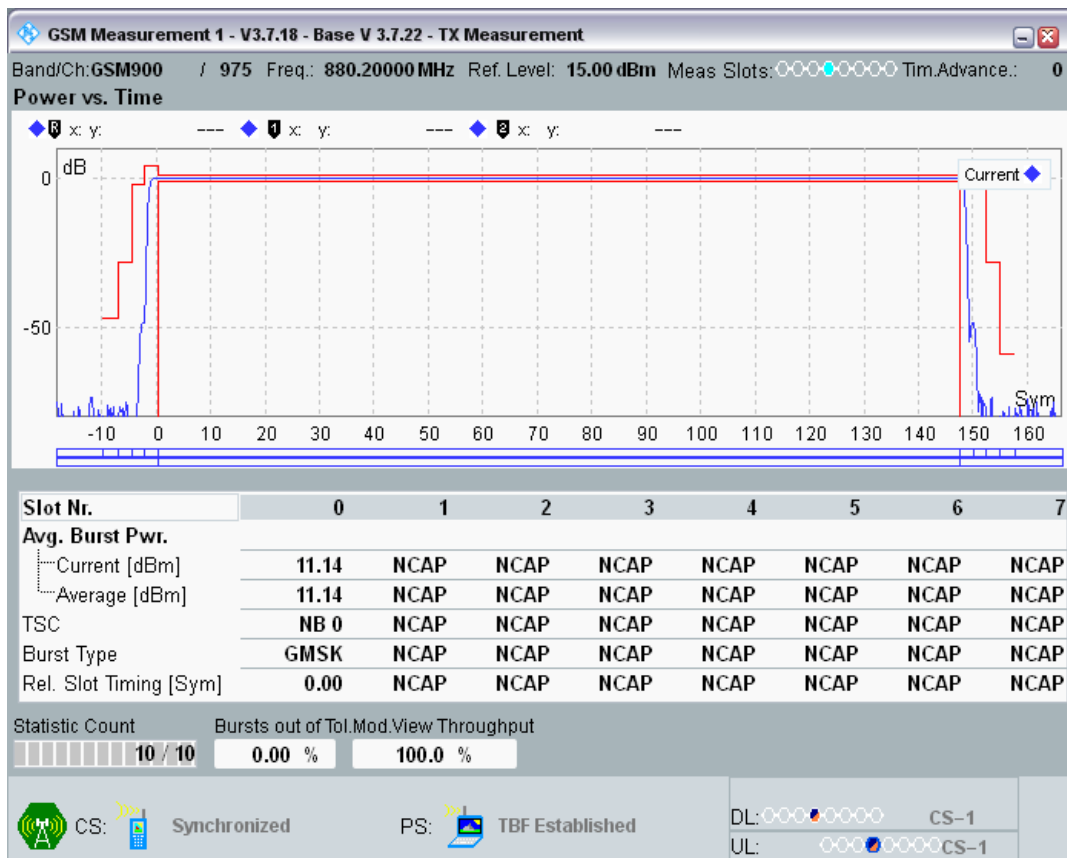 GSM Measurement 1 - V3.7.18 - Base V 3.7.22 - TX Measurement
Band/Ch:GSM900 / 975 Freq.: 880.20000 MHz Ref. Level: 15.00 dBm Meas Slots: Tim.Advance.: 0
Power vs. Time
R x: y: --- 1 x: y: --- 2 x: y: ---
dB
Current
0
-50
Sym
-10 0 10 20 30 40 50 60 70 80 90 100 110 120 130 140 150 160
Slot Nr. 0 1 2 3 4 5 6 7
Avg. Burst Pwr.
Current [dBm] 11.14 NCAP NCAP NCAP NCAP NCAP NCAP NCAP
Average [dBm] 11.14 NCAP NCAP NCAP NCAP NCAP NCAP NCAP
TSC NB 0 NCAP NCAP NCAP NCAP NCAP NCAP NCAP
Burst Type GMSK NCAP NCAP NCAP NCAP NCAP NCAP NCAP
Rel. Slot Timing [Sym] 0.00 NCAP NCAP NCAP NCAP NCAP NCAP NCAP
Statistic Count Bursts out of Tol.Mod.View Throughput
10 / 10 0.00 % 100.0 %
CS: Synchronized PS: TBF Established
DL: CS-1
UL: CS-1